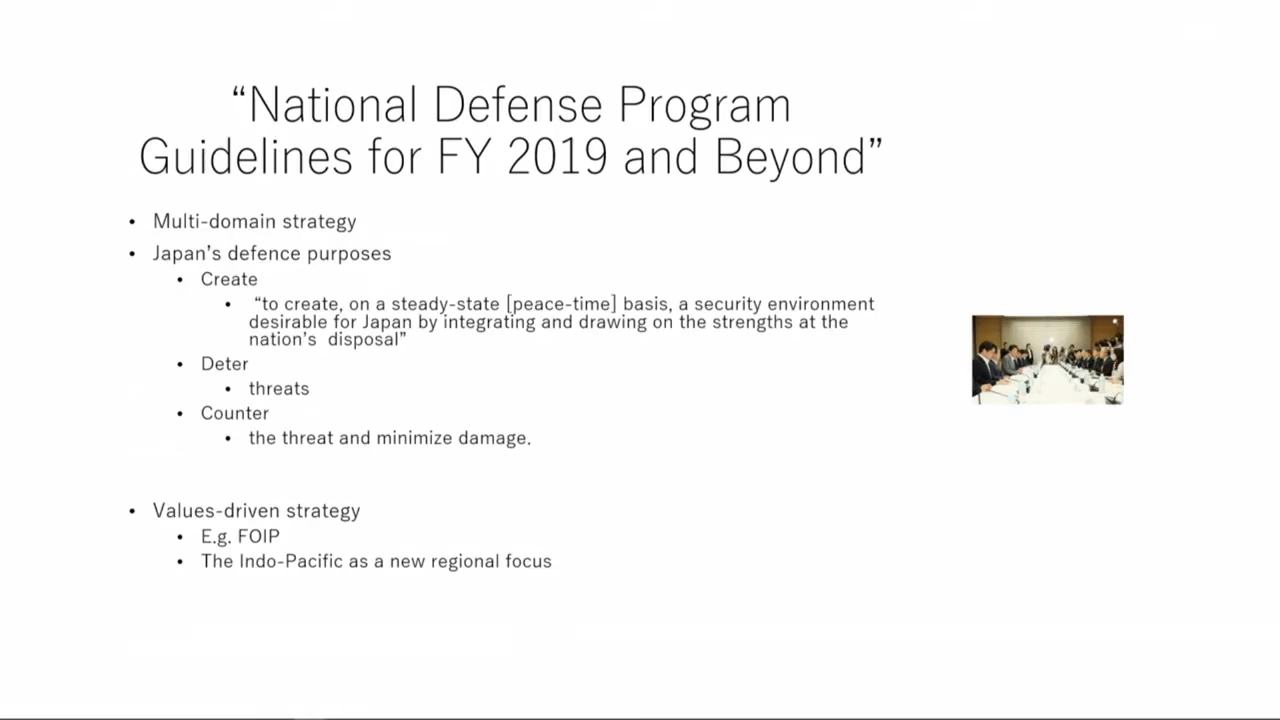 “National Defense Program
Guidelines for FY 2019 and Beyond”
• Multi-domain strategy
• Japan’s defence purposes
• Create
• “to create, on a steady-state [peace-time] basis, a security environment
desirable for Japan by integrating and drawing on the strengths at the
nation’s disposal”
• Deter
• threats
• Counter
• the threat and minimize damage.
• Values-driven strategy
• E.g. FOIP
• The Indo-Pacific as a new regional focus